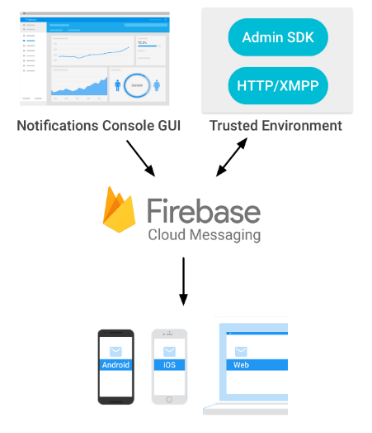 Admin SDK
HTTP/XMPP
Notifications Console GUI
Trusted Environment
Firebase
Cloud Messaging
Android
iOS
Web